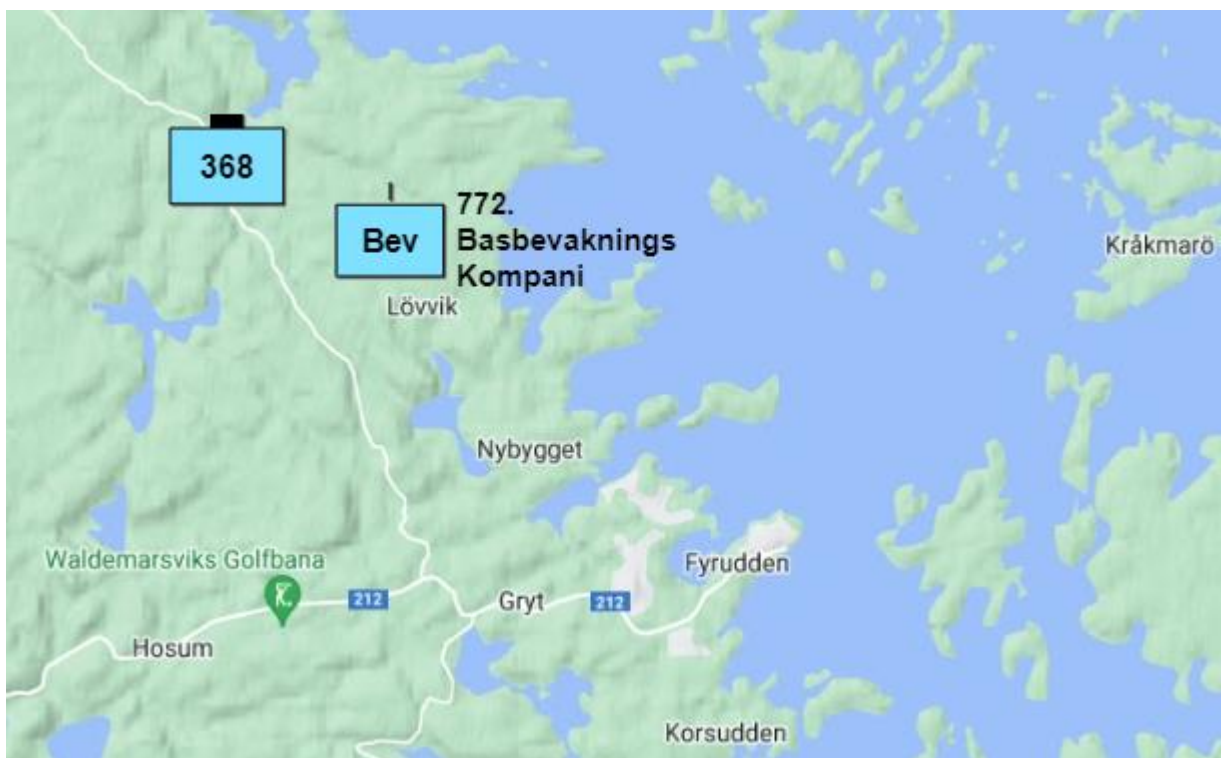 368
772.
Bev
Basbevaknings
Kompani
Kråkmarö
Lövvik
Nybygget
Waldemarsviks Golfbana
Fyrudden
212
Gryt
212
Hosum
Korsudden